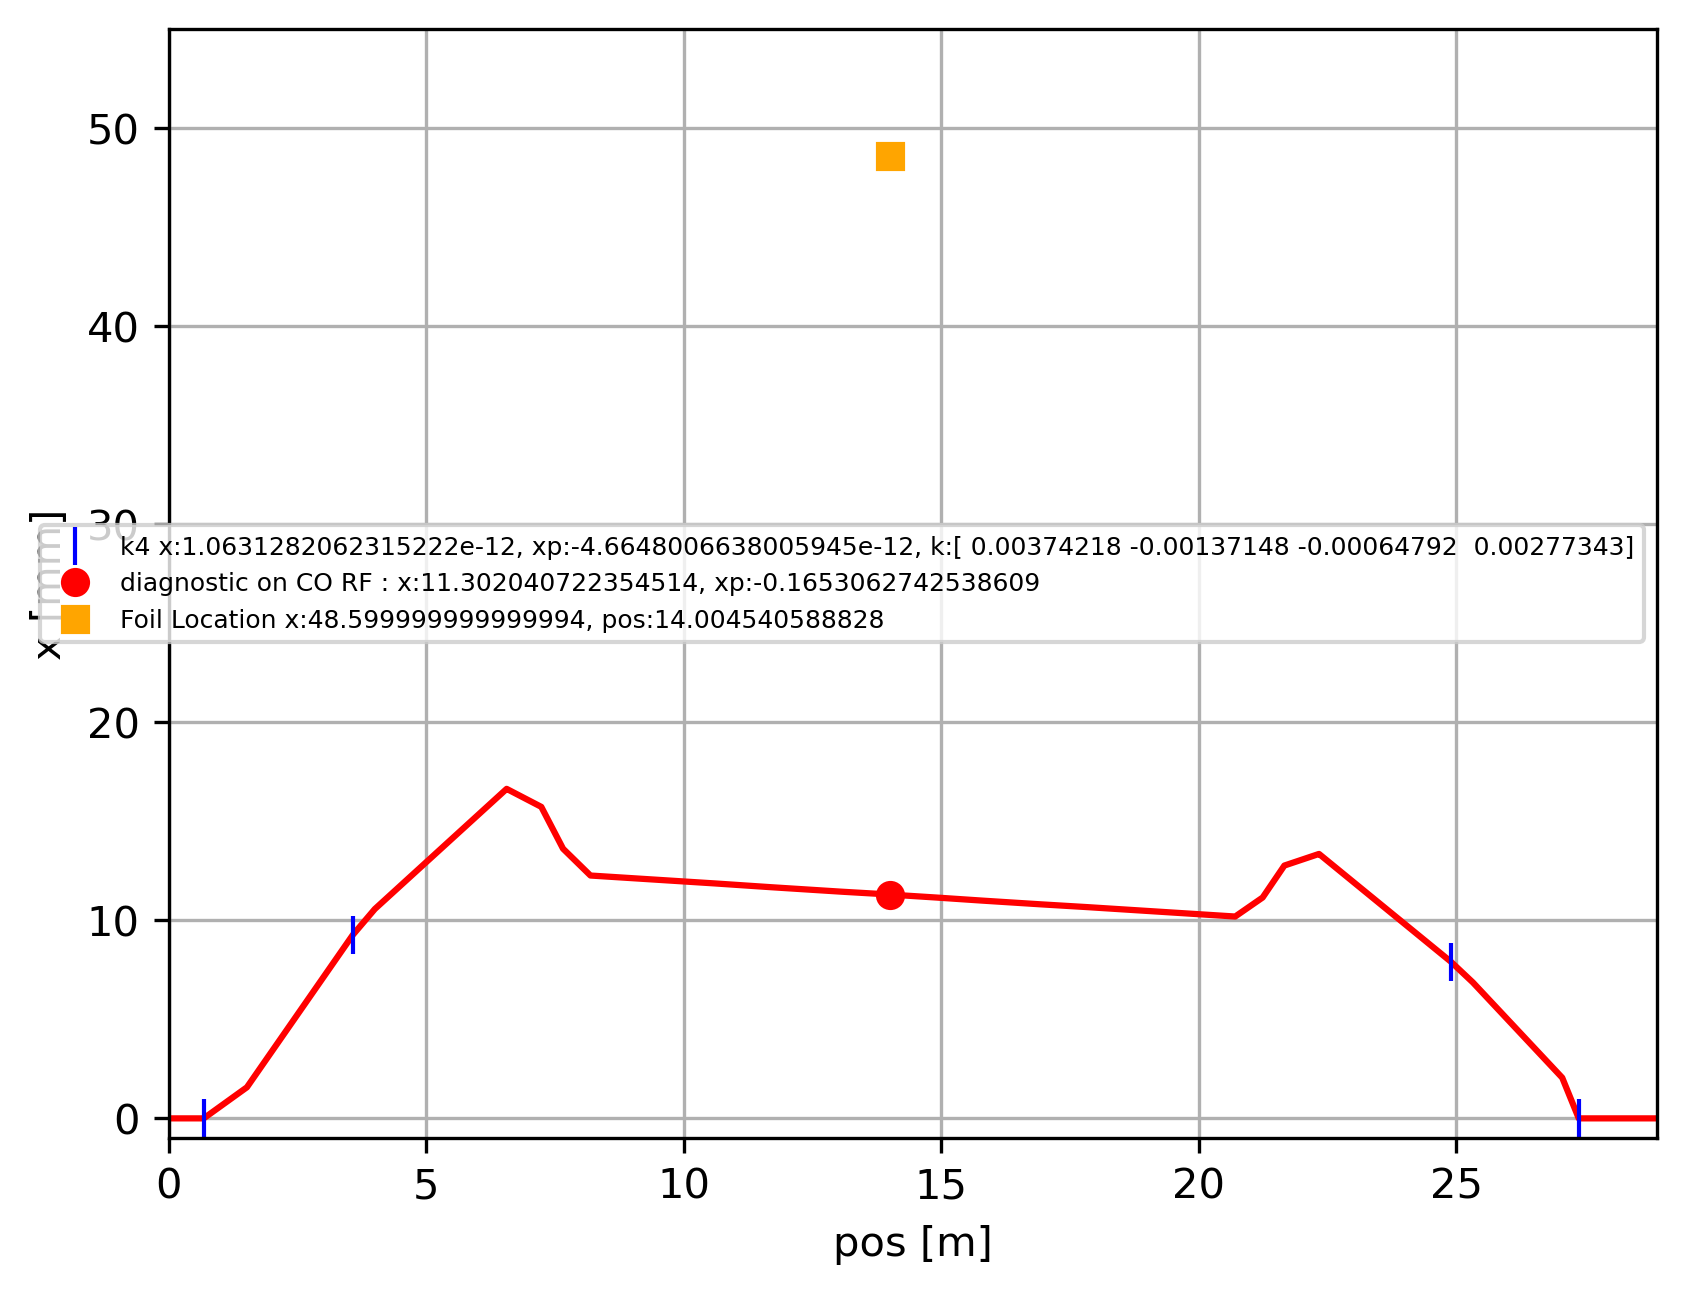 50
40
30
20
10
0
x [mm]
k4 x:1.0631282062315222e-12, xp:-4.6648006638005945e-12, k:[ 0.00374218 -0.00137148 -0.00064792  0.00277343]
diagnostic on CO RF : x:11.302040722354514, xp:-0.1653062742538609
Foil Location x:48.599999999999994, pos:14.004540588828
0 5 10 15 20 25
pos [m]